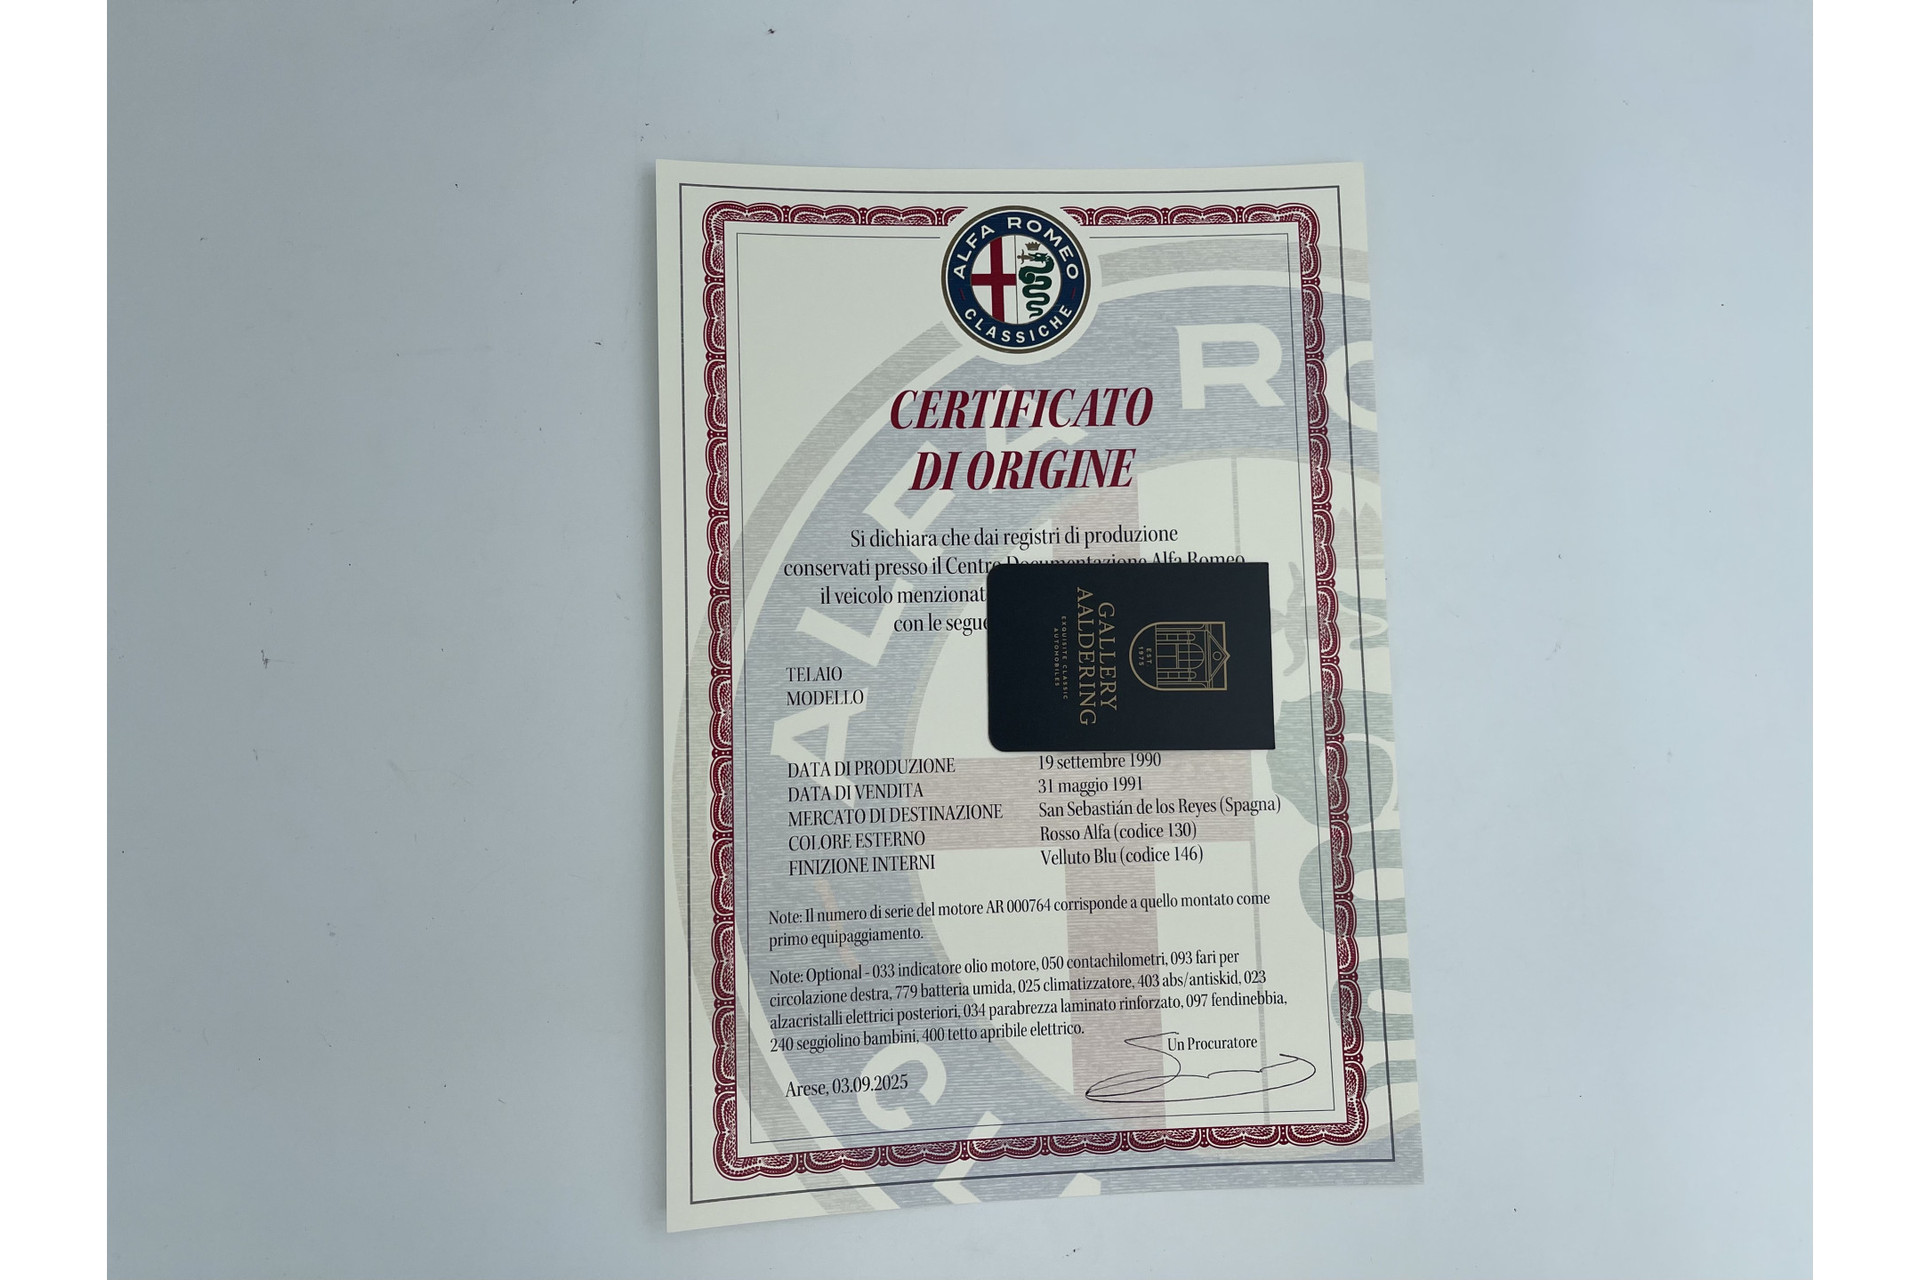 ALFA ROMEO
CLASSICHE
CERTIFICATO
DI ORIGINE
Si dichiara che dai registri di produzione
conservati presso il Centro Documentazione Alfa Romeo
il veicolo
con le
GALLERY
AALDERING
EXQUISITE CLASSIC
AUTOMOBILES
EST
1975
TELAIO
MODELLO
DATA DI PRODUZIONE 19 settembre 1990
DATA DI VENDITA 31 maggio 1991
MERCATO DI DESTINAZIONE San Sebastián de los Reyes (Spagna)
COLORE ESTERNO Rosso Alfa (codice 130)
FINIZIONE INTERNI Velluto Blu (codice 146)
Note: Il numero di serie del motore AR 000764 corrisponde a quello montato come
primo equipaggiamento.
Note: Optional - 033 indicatore olio motore, 050 contachilometri, 093 fari per
circolazione destra, 779 batteria umida, 025 climatizzatore, 403 abs/antiskid, 023
alzacristalli elettrici posteriori, 034 parabrezza laminato rinforzato, 097 fendinebbia,
240 seggiolino bambini, 400 tetto apribile elettrico.
Un Procuratore
Arese, 03.09.2025